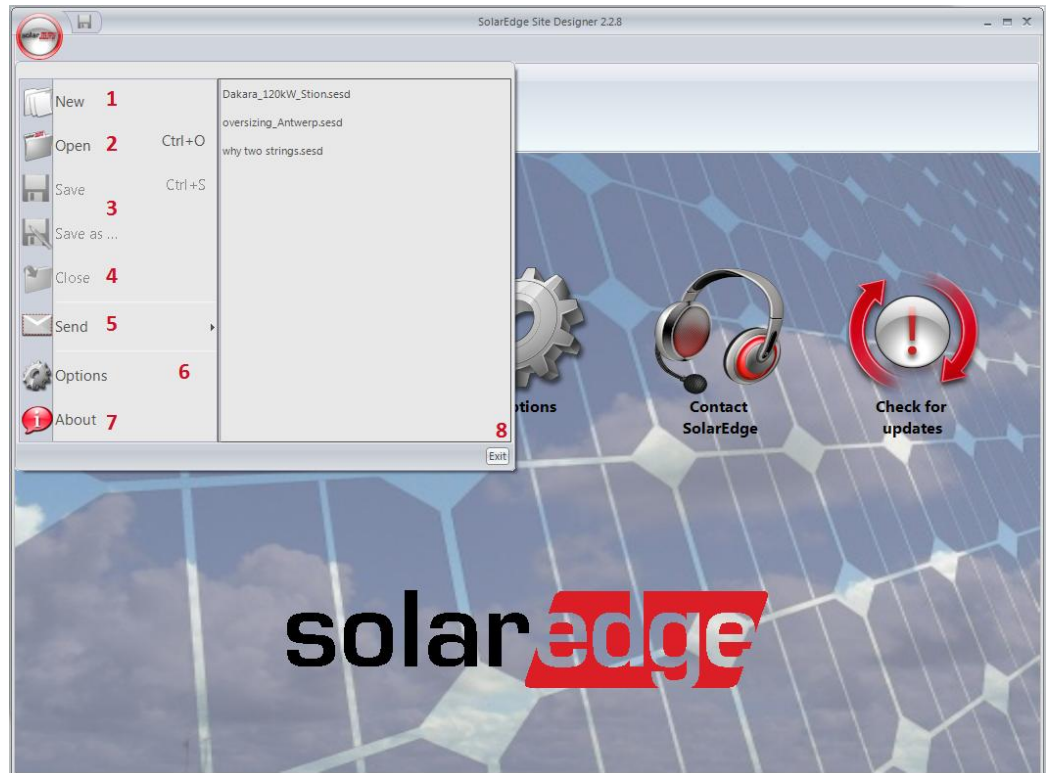 SolarEdge Site Designer 2.2.8
solaredge
New 1
Open 2 Ctrl+O
Save Ctrl+S
3
Save as ...
Close 4
Send 5
Options 6
About 7
Dakara_120kW_Stion.sesd
oversizing_Antwerp.sesd
why two strings.sesd
8
Exit
ptions
Contact
SolarEdge
Check for
updates
solaredge